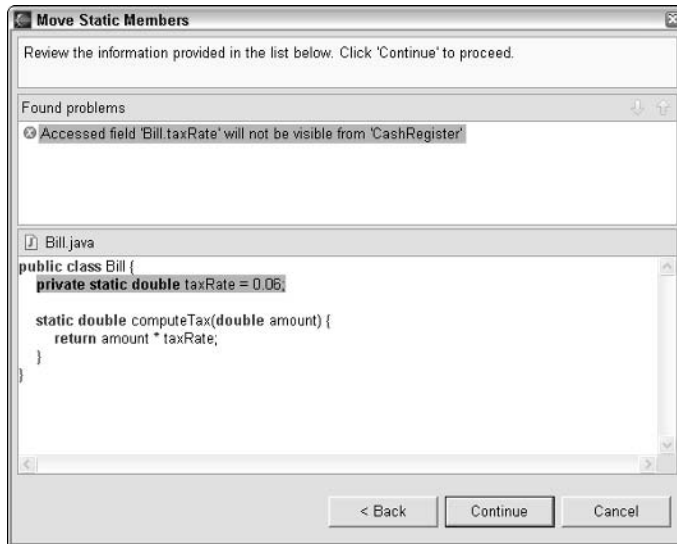 Move Static Members
Review the information provided in the list below. Click 'Continue' to proceed.
Found problems
Accessed field 'Bill.taxRate' will not be visible from 'CashRegister'
Bill.java
public class Bill {
private static double taxRate = 0.06;
static double computeTax(double amount) {
return amount * taxRate;
}
}
< Back
Continue
Cancel